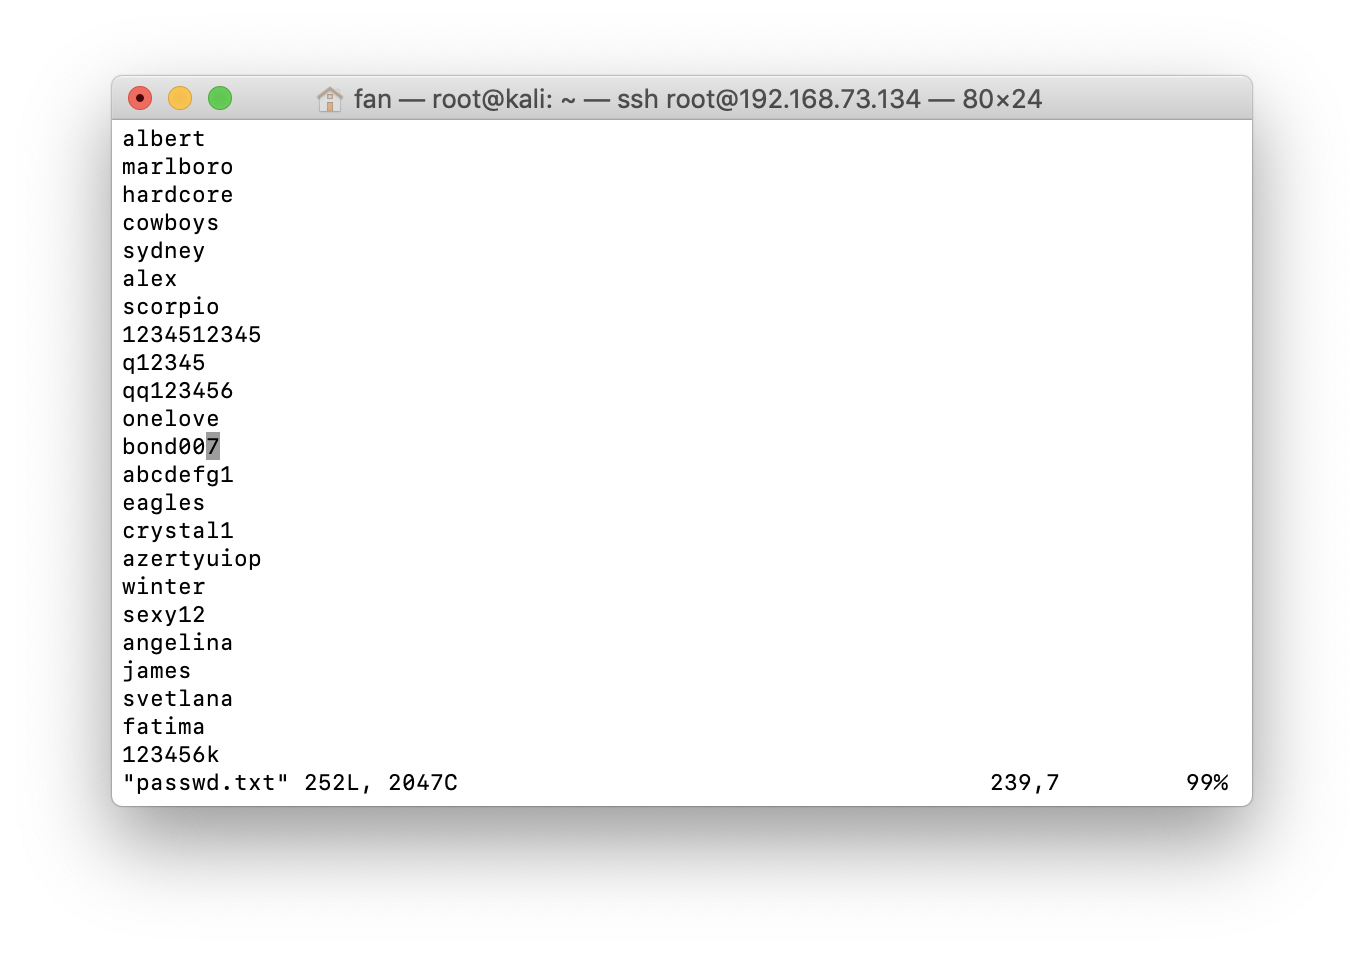 fan — root@kali: ~ — ssh root@192.168.73.134 — 80×24
albert
marlboro
hardcore
cowboys
sydney
alex
scorpio
1234512345
q12345
qq123456
onelove
bond007
abcdefg1
eagles
crystal1
azertyuiop
winter
sexy12
angelina
james
svetlana
fatima
123456k
"passwd.txt" 252L, 2047C 239,7 99%